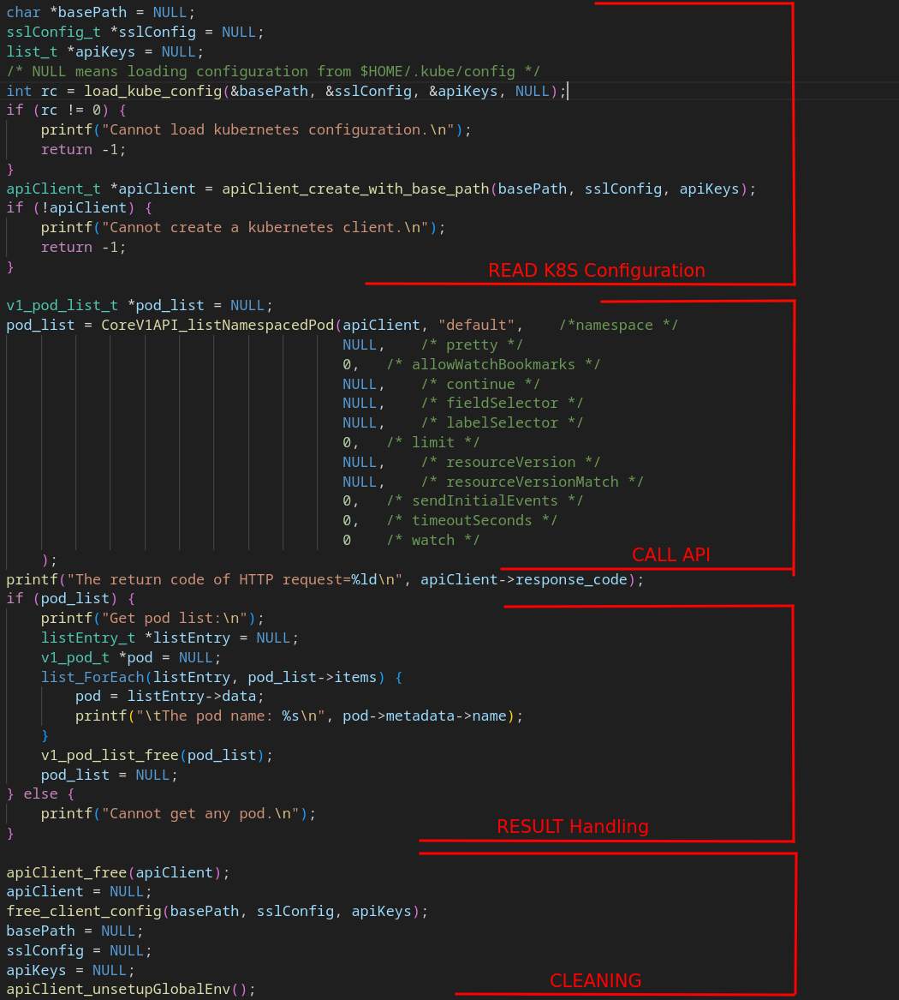 char *basePath = NULL;
sslConfig_t *sslConfig = NULL;
list_t *apiKeys = NULL;
/* NULL means loading configuration from $HOME/.kube/config */
int rc = load_kube_config(&basePath, &sslConfig, &apiKeys, NULL);
if (rc != 0) {
    printf("Cannot load kubernetes configuration.\n");
    return -1;
}
apiClient_t *apiClient = apiClient_create_with_base_path(basePath, sslConfig, apiKeys);
if (!apiClient) {
    printf("Cannot create a kubernetes client.\n");
    return -1;
}
READ K8S Configuration
v1_pod_list_t *pod_list = NULL;
pod_list = CoreV1API_listNamespacedPod(apiClient, "default",    /*namespace */
                                       NULL,    /* pretty */
                                       0,   /* allowWatchBookmarks */
                                       NULL,    /* continue */
                                       NULL,    /* fieldSelector */
                                       NULL,    /* labelSelector */
                                       0,   /* limit */
                                       NULL,    /* resourceVersion */
                                       NULL,    /* resourceVersionMatch */
                                       0,   /* sendInitialEvents */
                                       0,   /* timeoutSeconds */
                                       0    /* watch */
    );
CALL API
printf("The return code of HTTP request=%ld\n", apiClient->response_code);
if (pod_list) {
    printf("Get pod list:\n");
    listEntry_t *listEntry = NULL;
    v1_pod_t *pod = NULL;
    list_ForEach(listEntry, pod_list->items) {
        pod = listEntry->data;
        printf("\tThe pod name: %s\n", pod->metadata->name);
    }
    v1_pod_list_free(pod_list);
    pod_list = NULL;
} else {
    printf("Cannot get any pod.\n");
}
RESULT Handling
apiClient_free(apiClient);
apiClient = NULL;
free_client_config(basePath, sslConfig, apiKeys);
basePath = NULL;
sslConfig = NULL;
apiKeys = NULL;
apiClient_unsetupGlobalEnv();
CLEANING